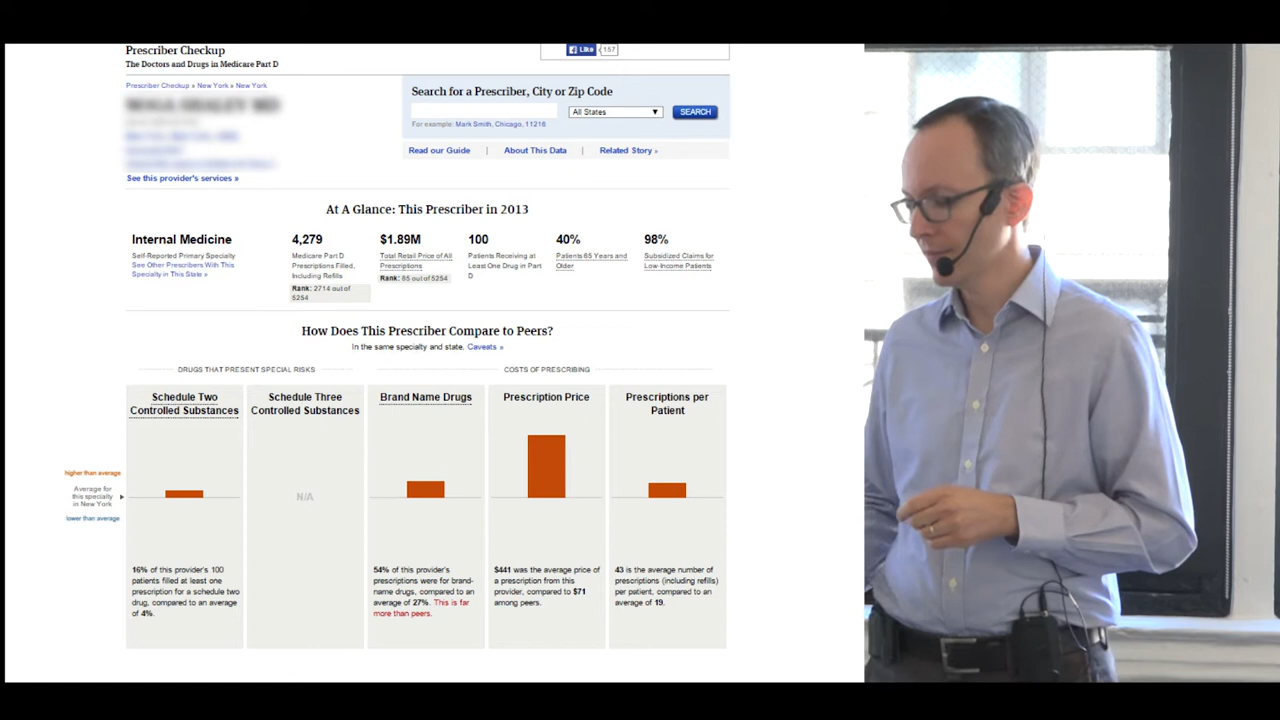 Prescriber Checkup
The Doctors and Drugs in Medicare Part D
Like 157
Prescriber Checkup » New York » New York
See this provider's services »
Search for a Prescriber, City or Zip Code
All States ▼ SEARCH
For example: Mark Smith, Chicago, 11216
Read our Guide | About This Data | Related Story »
At A Glance: This Prescriber in 2013
Internal Medicine
Self-Reported Primary Specialty
See Other Prescribers With This
Specialty in This State »
4,279
Medicare Part D
Prescriptions Filled,
Including Refills
Rank: 2714 out of
5254
$1.89M
Total Retail Price of All
Prescriptions
Rank: 85 out of 5254
100
Patients Receiving at
Least One Drug in Part
D
40%
Patients 65 Years and
Older
98%
Subsidized Claims for
Low-Income Patients
How Does This Prescriber Compare to Peers?
In the same specialty and state. Caveats »
DRUGS THAT PRESENT SPECIAL RISKS
COSTS OF PRESCRIBING
higher than average
Average for
this specialty
in New York
lower than average
Schedule Two
Controlled Substances
16% of this provider's 100
patients filled at least one
prescription for a schedule two
drug, compared to an average
of 4%.
Schedule Three
Controlled Substances
N/A
Brand Name Drugs
54% of this provider's
prescriptions were for brand-
name drugs, compared to an
average of 27%. This is far
more than peers.
Prescription Price
$441 was the average price of
a prescription from this
provider, compared to $71
among peers.
Prescriptions per
Patient
43 is the average number of
prescriptions (including refills)
per patient, compared to an
average of 19.